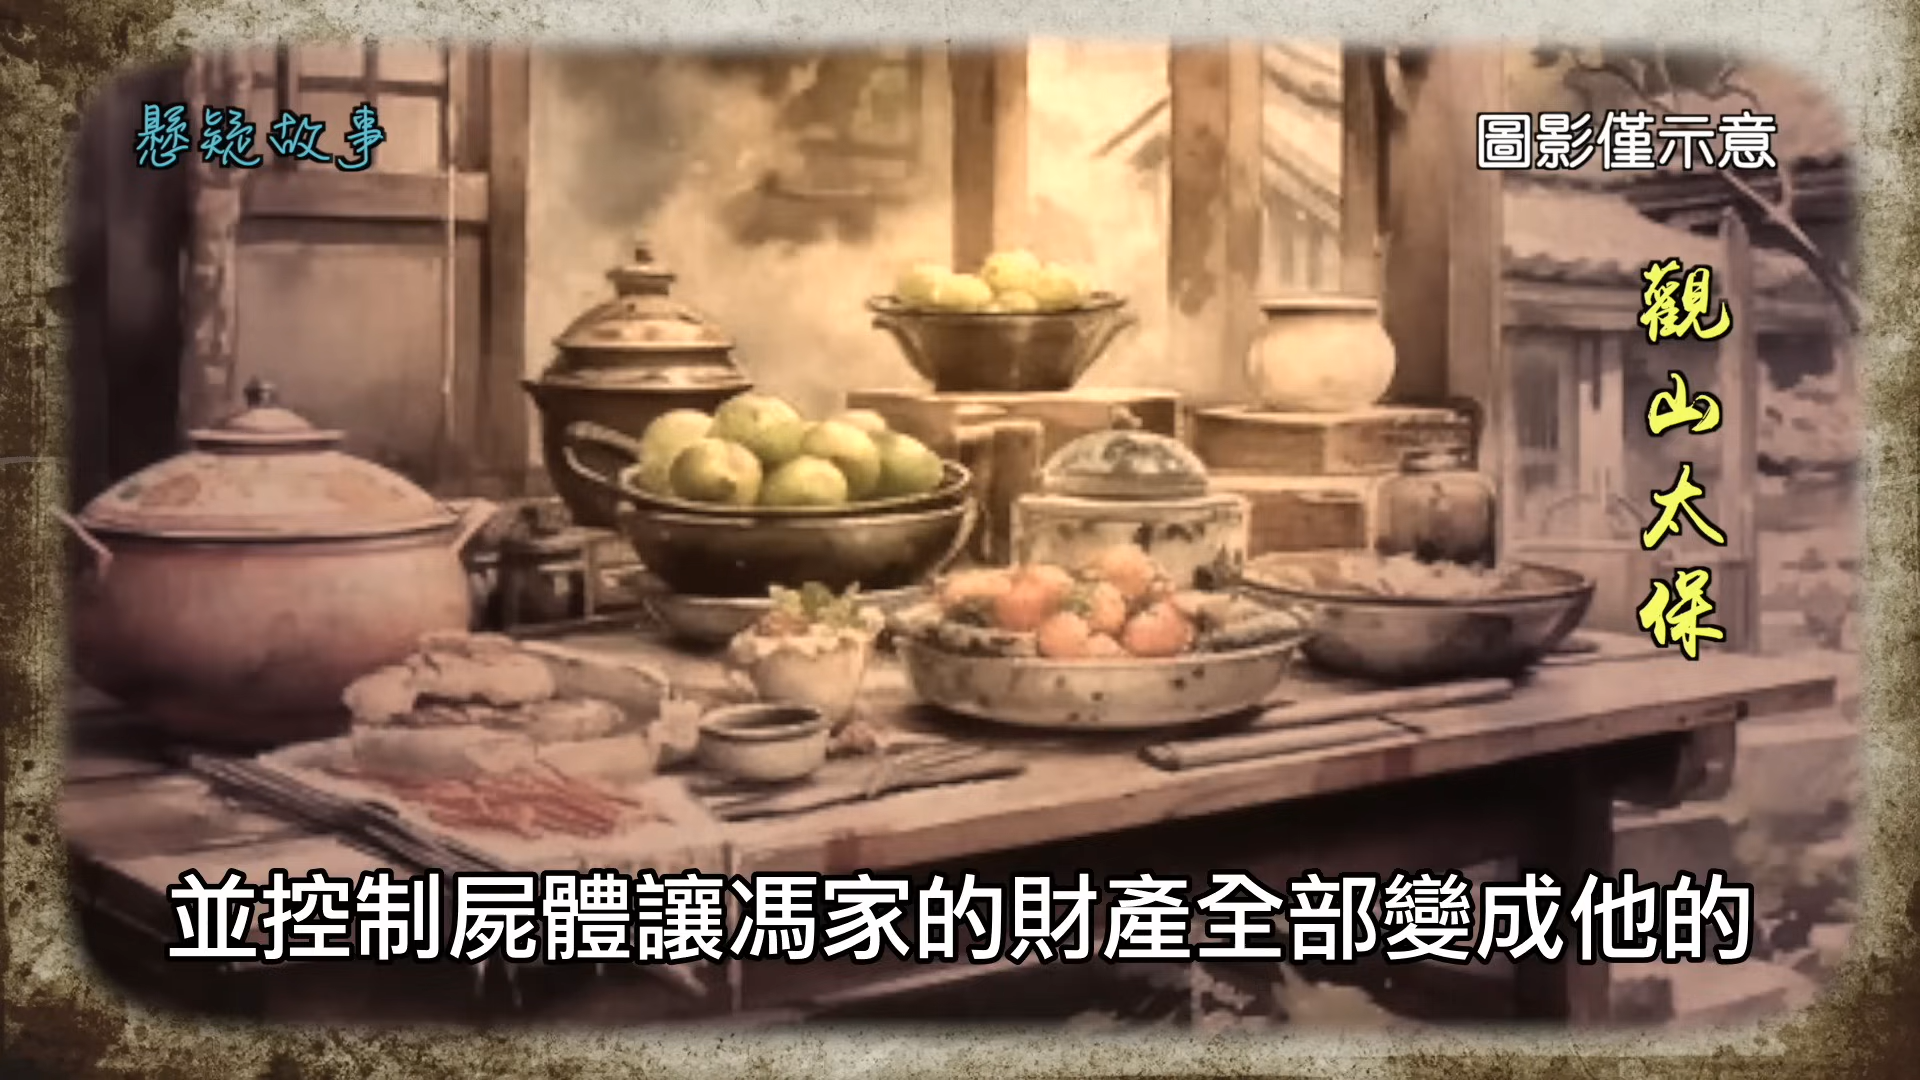 懸疑故事
圖影僅示意
觀山太保
並控制屍體讓馮家的財產全部變成他的